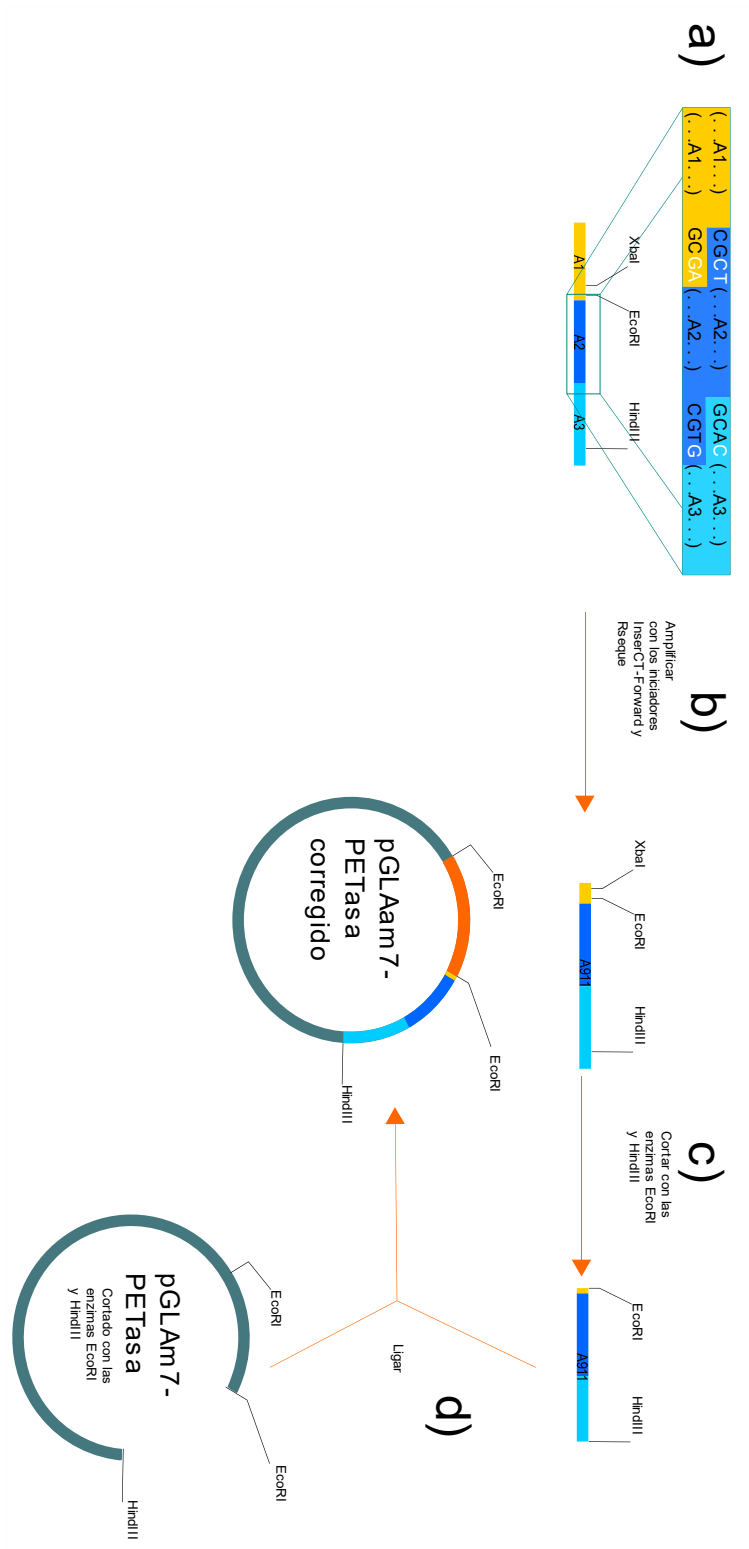 a)
(...A1...) CGCT(...A2...) GCAC(...A3...)
(...A1...) GCGA(...A2...) CGTG(...A3...)
XbaI
EcoRI
HindIII
A1
A2
A3
b)
Amplificar
con los iniciadores
InserCT-Forward y
Rseque
XbaI
EcoRI
HindIII
A911
c)
Cortar con las
enzimas EcoRI
y HindIII
EcoRI
HindIII
A911
d)
Ligar
EcoRI
EcoRI
HindIII
pGLAam7-
PETasa
corregido
EcoRI
EcoRI
HindIII
pGLAm7-
PETasa
Cortado con las
enzimas EcoRI
y HindIII